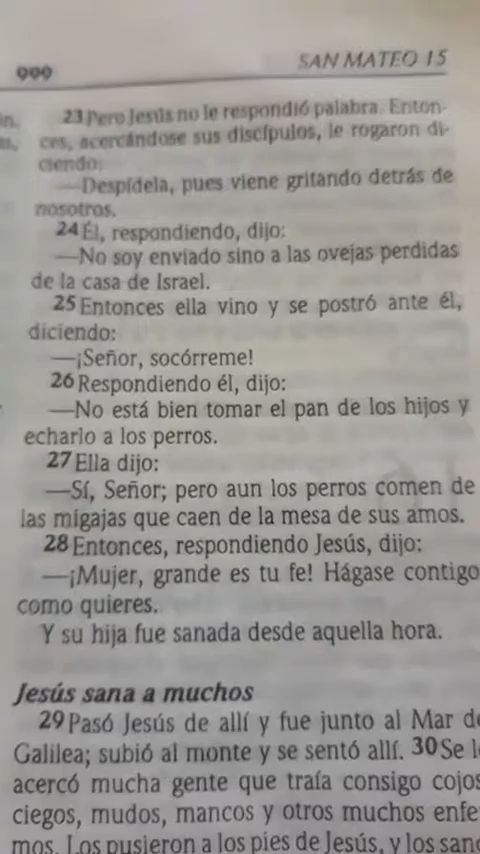 999
SAN MATEO 15
23 Pero Jesús no le respondió palabra. Enton-
ces, acercándose sus discípulos, le rogaron di-
ciendo:
—Despídela, pues viene gritando detrás de
nosotros.
24 Él, respondiendo, dijo:
—No soy enviado sino a las ovejas perdidas
de la casa de Israel.
25 Entonces ella vino y se postró ante él,
diciendo:
—¡Señor, socórreme!
26 Respondiendo él, dijo:
—No está bien tomar el pan de los hijos y
echarlo a los perros.
27 Ella dijo:
—Sí, Señor; pero aun los perros comen de
las migajas que caen de la mesa de sus amos.
28 Entonces, respondiendo Jesús, dijo:
—¡Mujer, grande es tu fe! Hágase contigo
como quieres.
Y su hija fue sanada desde aquella hora.
Jesús sana a muchos
29 Pasó Jesús de allí y fue junto al Mar de
Galilea; subió al monte y se sentó allí. 30 Se l
acercó mucha gente que traía consigo cojos
ciegos, mudos, mancos y otros muchos enfe
mos. Los pusieron a los pies de Jesús, y los sanó